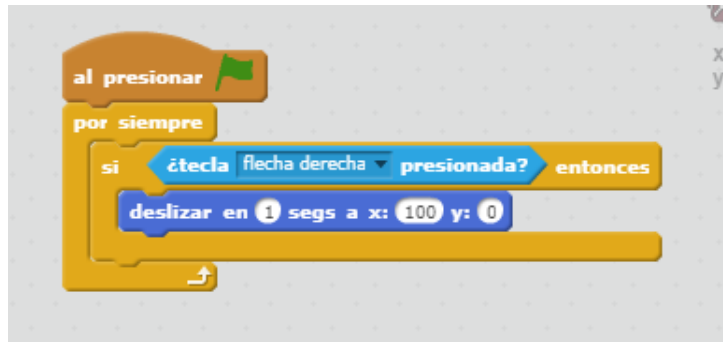 x
y
al presionar
por siempre
si ¿tecla flecha derecha presionada? entonces
deslizar en 1 segs a x: 100 y: 0